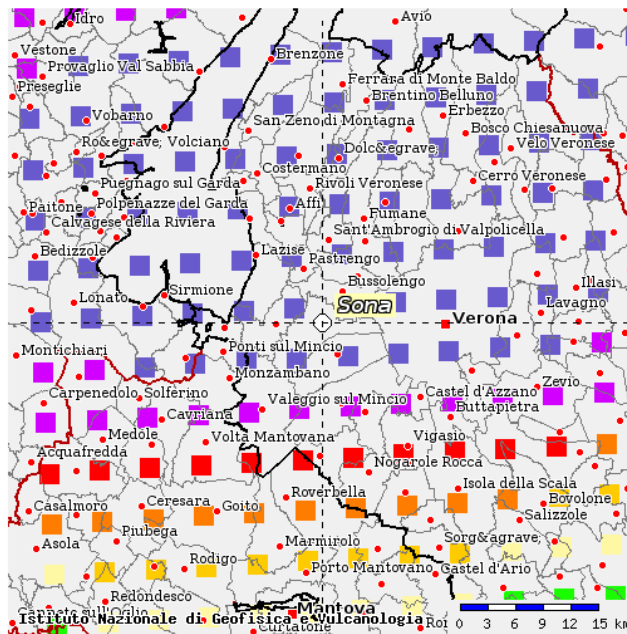 Idro
Avio
Vestone
Brenzone
Provaglio Val Sabbia
Preseglie
Ferrara di Monte Baldo
Brentino Belluno
Vobarno
Erbezzo
San Zeno di Montagna
Bosco Chiesanuova
Ro&egrave; Volciano
Dolc&egrave;
Velo Veronese
Costermano
Cerro Veronese
Puegnago sul Garda
Rivoli Veronese
Paitone
Polpenazze del Garda
Affi
Fumane
Calvagese della Riviera
Sant'Ambrogio di Valpolicella
Bedizzole
Lazise
Pastrengo
Bussolengo
Illasi
Sirmione
Lonato
Sona
Lavagno
Verona
Montichiari
Ponti sul Mincio
Monzambano
Zevio
Carpenedolo
Solferino
Castel d'Azzano
Valeggio sul Mincio
Buttapietra
Cavriana
Medole
Volta Mantovana
Vigasio
Acquafredda
Nogarole Rocca
Isola della Scala
Roverbella
Bovolone
Casalmoro
Ceresara
Goito
Salizzole
Piubega
Asola
Marmirolo
Sorg&agrave;
Rodigo
Porto Mantovano
Castel d'Ario
Redondesco
Mantova
Canneto sull'Oglio
Istituto Nazionale di Geofisica e Vulcanologia
Curtatone
0 3 6 9 12 15 km